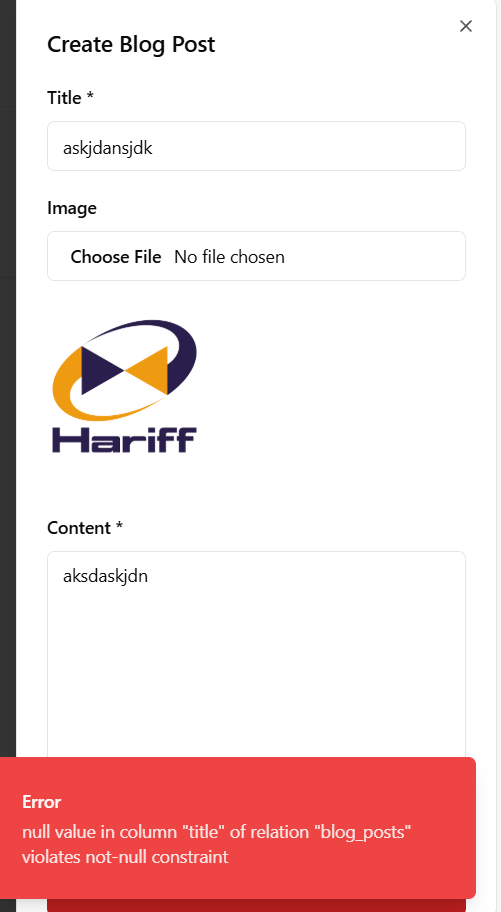 Create Blog Post
Title *
askjdansjdk
Image
Choose File No file chosen
Hariff
Content *
aksdaskjdn
Error
null value in column "title" of relation "blog_posts"
violates not-null constraint